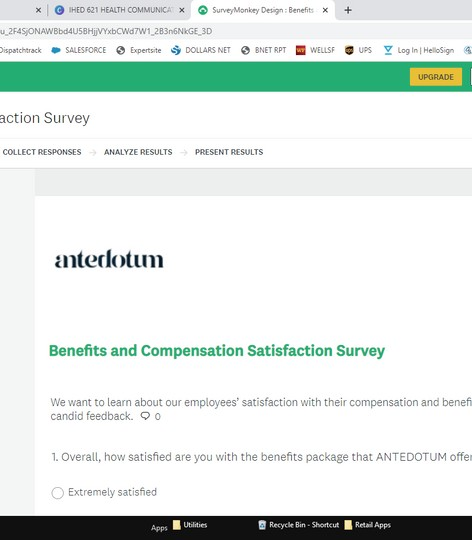 IHED 621 HEALTH COMMUNICA
SurveyMonkey Design : Benefits
u_2F4SjONAWBbd4U5BHjjVYxbCWd7W1_2B3n6NkGE_3D
Dispatchtrack SALESFORCE Expertsite DOLLARS NET BNET RPT WELLSF UPS Log In | HelloSign
UPGRADE
action Survey
COLLECT RESPONSES → ANALYZE RESULTS → PRESENT RESULTS
antedotum
Benefits and Compensation Satisfaction Survey
We want to learn about our employees' satisfaction with their compensation and benefi
candid feedback. 0
1. Overall, how satisfied are you with the benefits package that ANTEDOTUM offe
Extremely satisfied
Apps Utilities Recycle Bin - Shortcut Retail Apps